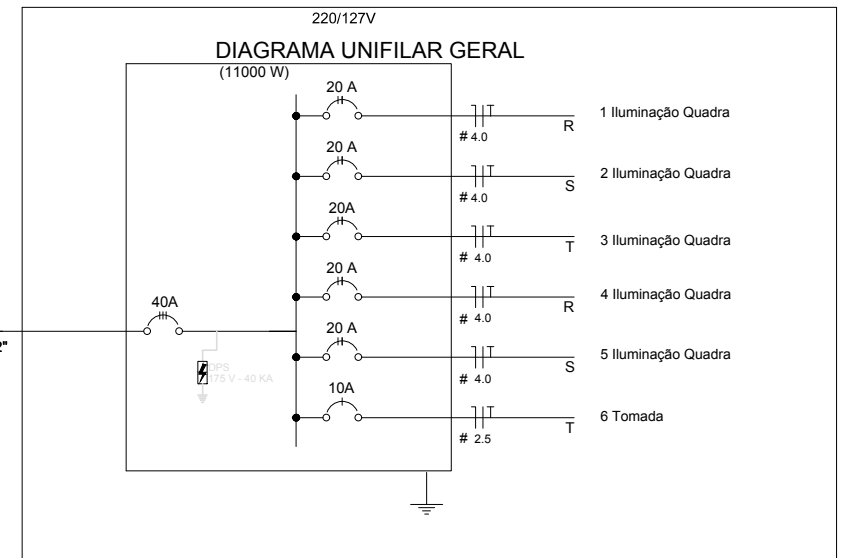 220/127V
DIAGRAMA UNIFILAR GERAL
(11000 W)
20 A
# 4.0
R
1 Iluminação Quadra
20 A
# 4.0
S
2 Iluminação Quadra
20A
# 4.0
T
3 Iluminação Quadra
20 A
# 4.0
R
4 Iluminação Quadra
40A
2"
20 A
# 4.0
S
5 Iluminação Quadra
DPS
175 V - 40 KA
10A
# 2.5
T
6 Tomada